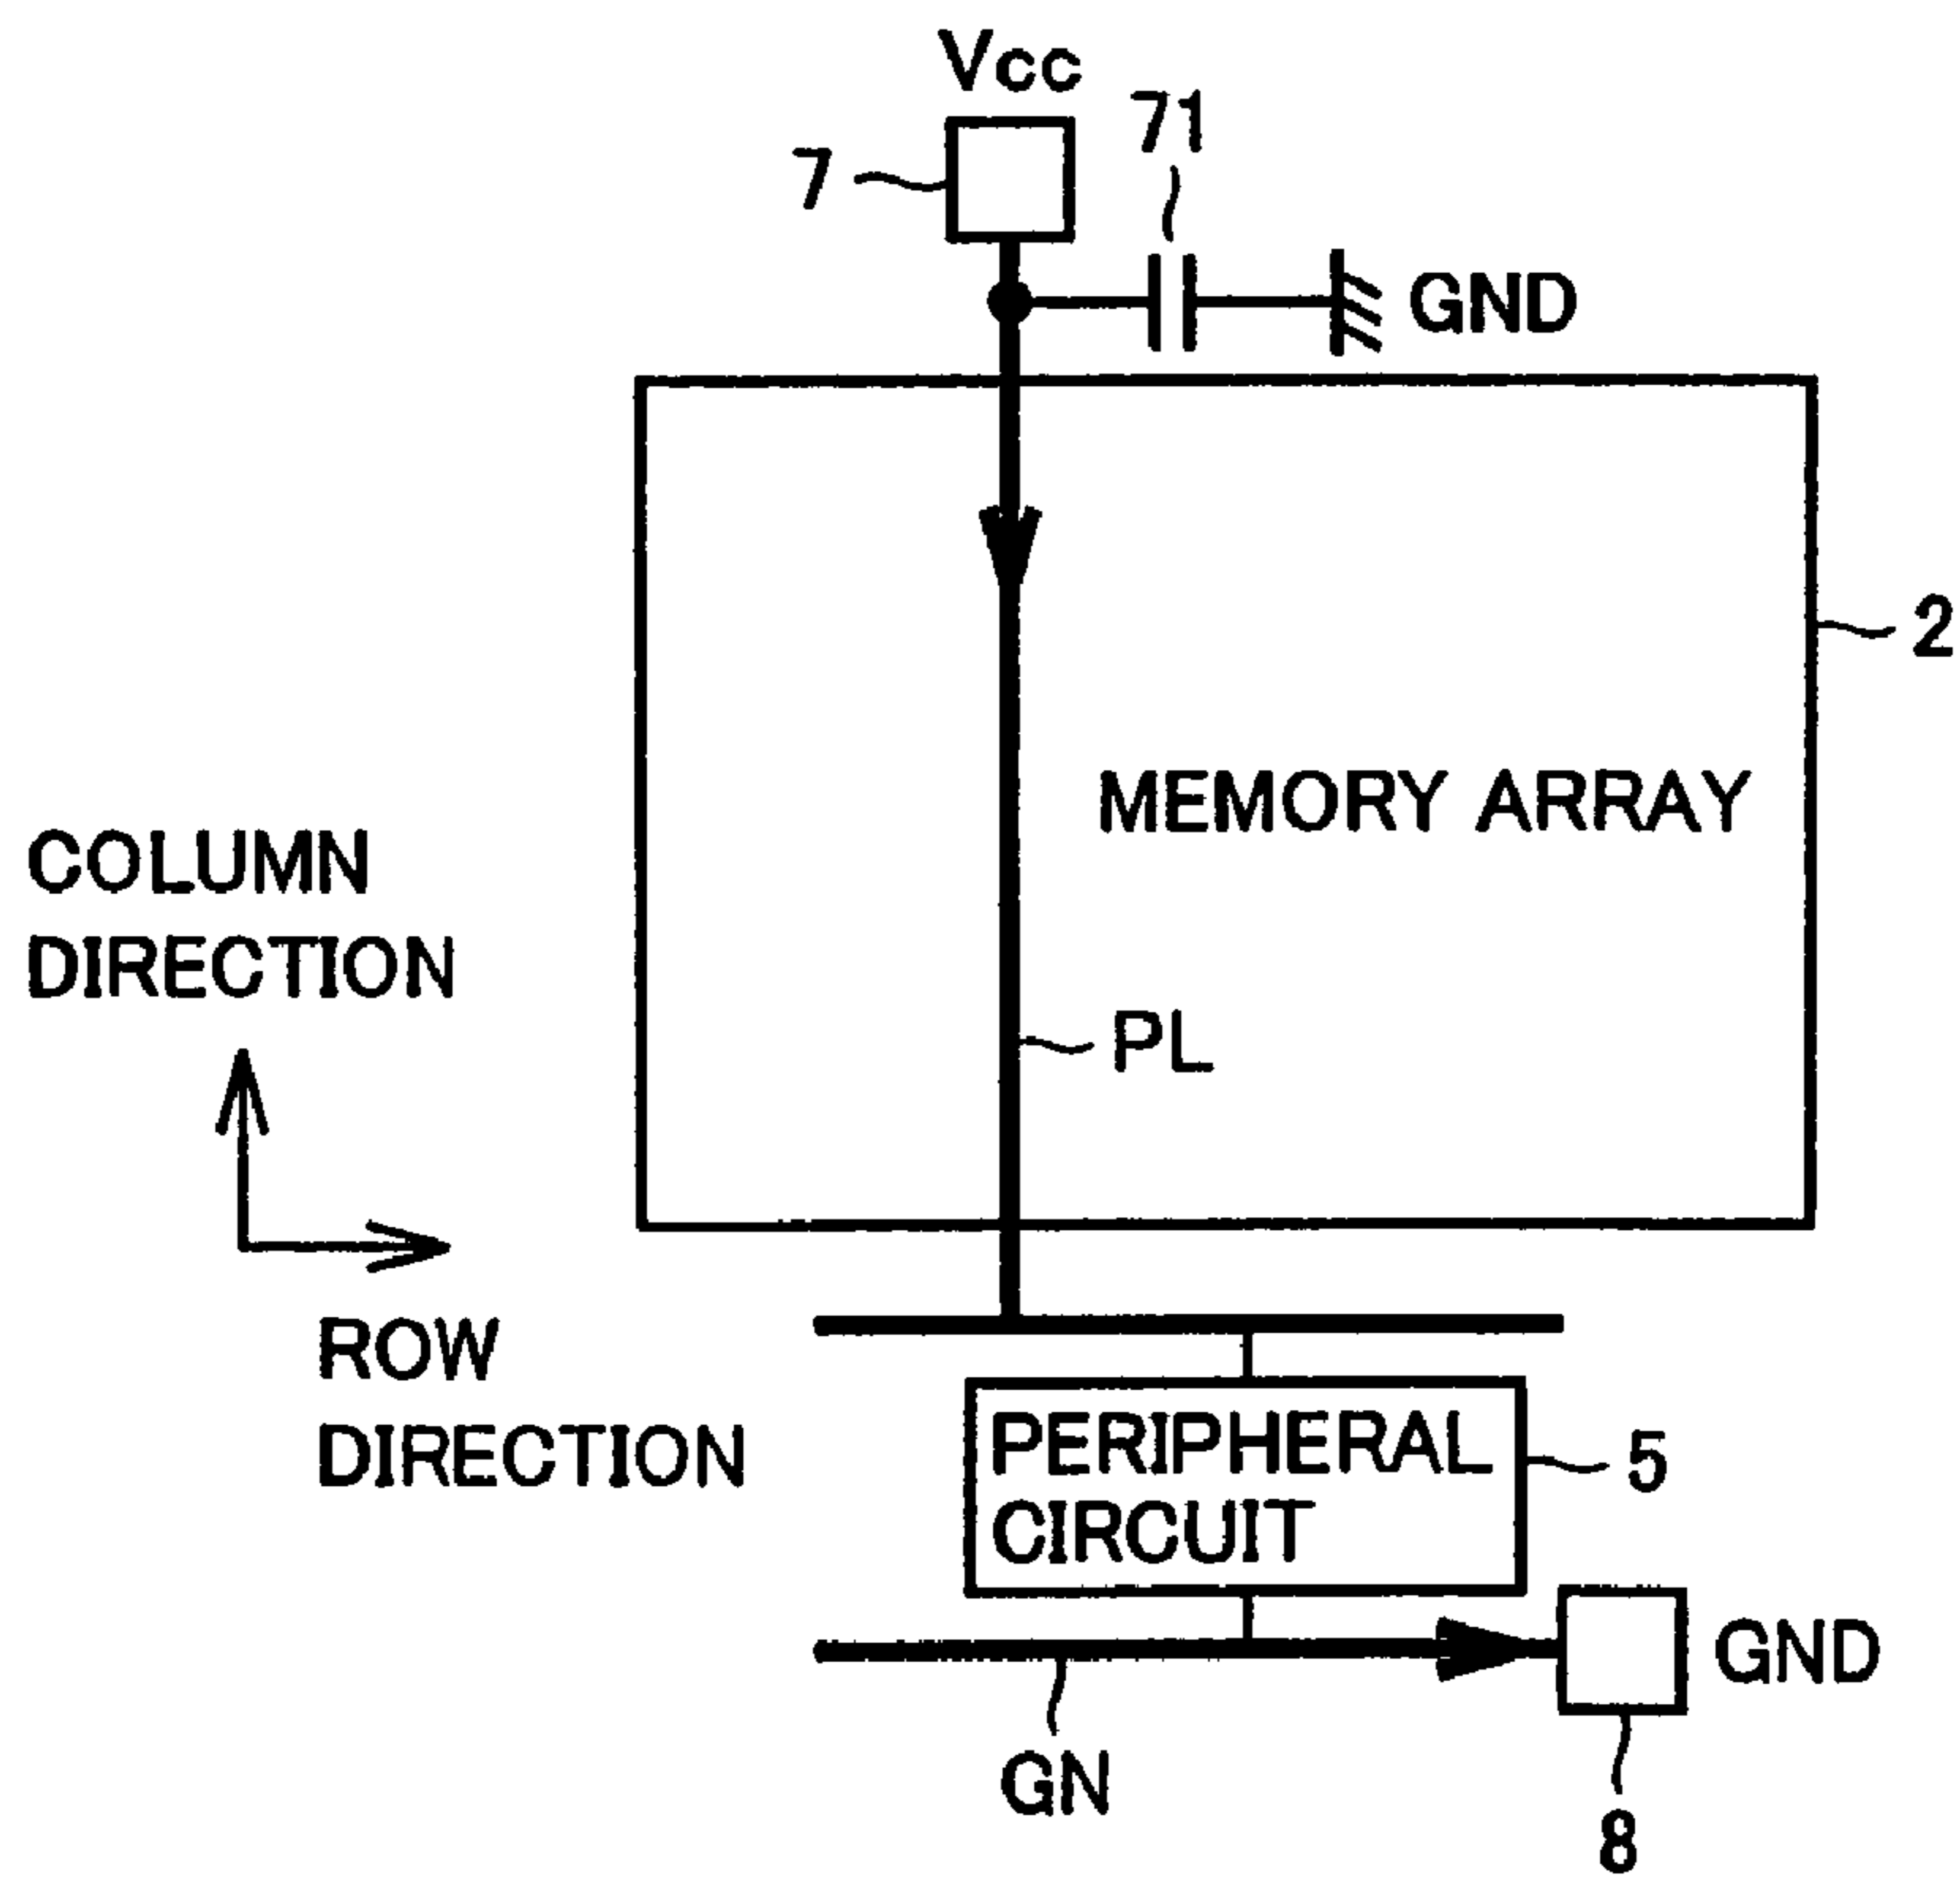 Vcc
71
7
GND
2
MEMORY ARRAY
COLUMN
DIRECTION
PL
ROW
DIRECTION
PERIPHERAL
CIRCUIT
5
GND
GN
8